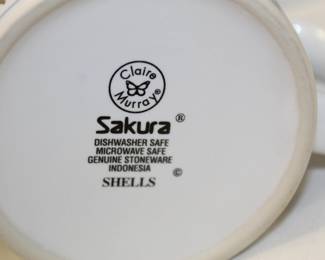 Claire
Murray®
Sakura®
DISHWASHER SAFE
MICROWAVE SAFE
GENUINE STONEWARE
INDONESIA
SHELLS ©